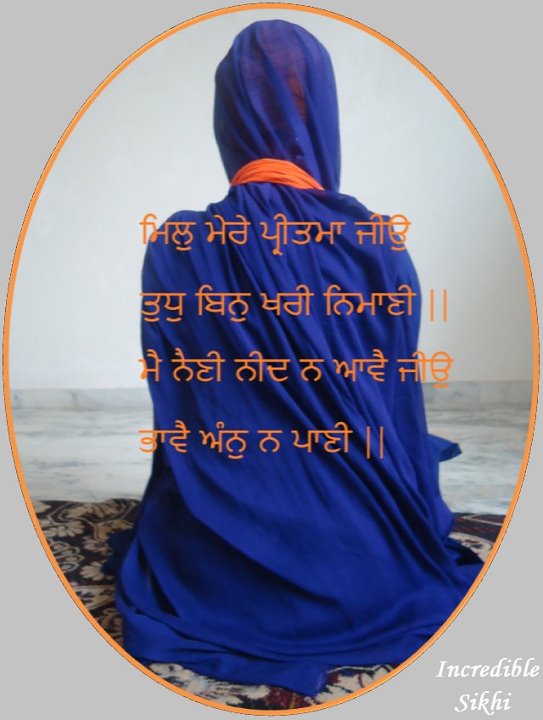 ਮਿਲੁ ਮੇਰੇ ਪ੍ਰੀਤਮਾ ਜੀਉ
ਤੁਧੁ ਬਿਨੁ ਖਰੀ ਨਿਮਾਣੀ ||
ਮੈ ਨੈਣੀ ਨੀਦ ਨ ਆਵੈ ਜੀਉ
ਭਾਵੈ ਅੰਨੁ ਨ ਪਾਣੀ ||
Incredible
Sikhi